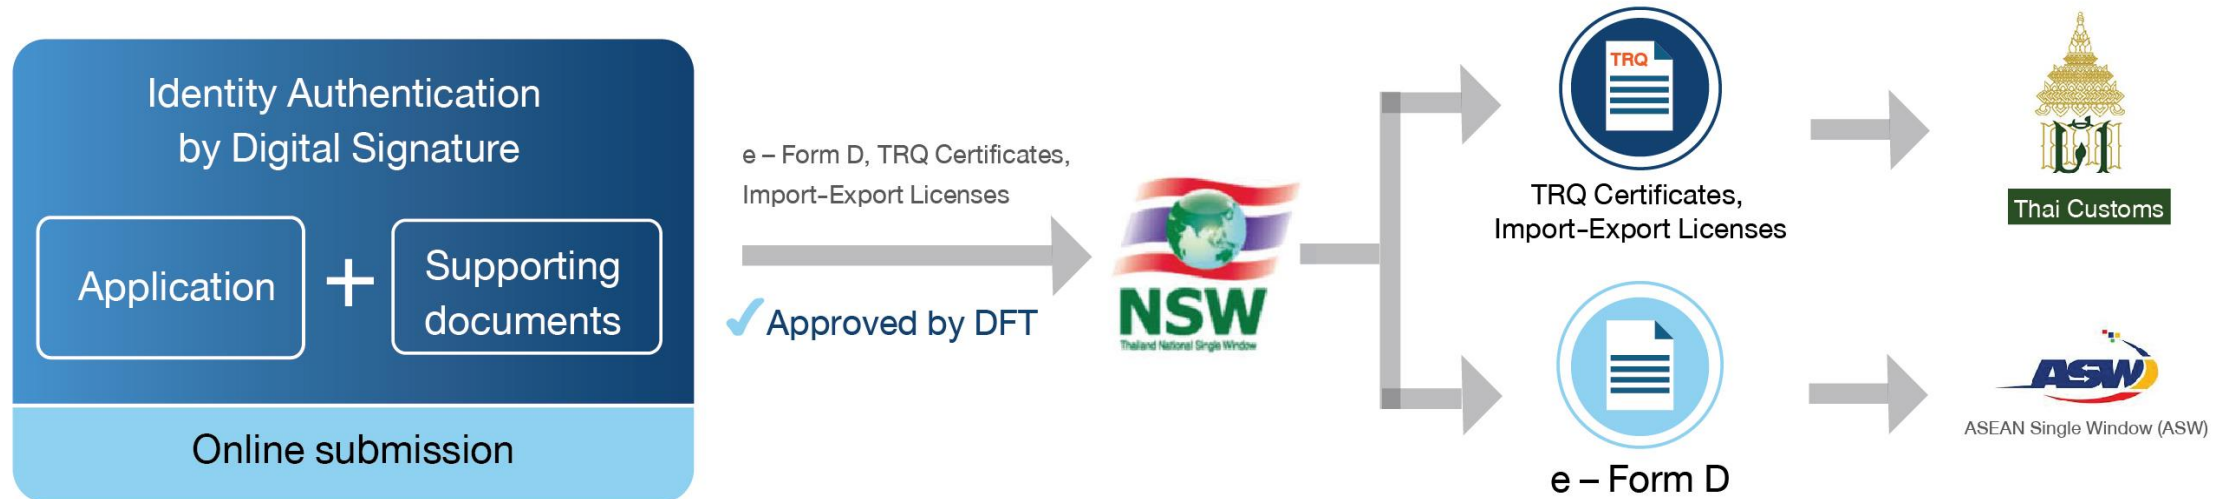 Identity Authentication
by Digital Signature
Application
+
Supporting
documents
Online submission
e – Form D, TRQ Certificates,
Import-Export Licenses
Approved by DFT
NSW
Thailand National Single Window
TRQ
TRQ Certificates,
Import-Export Licenses
Thai Customs
e – Form D
ASW
ASEAN Single Window (ASW)